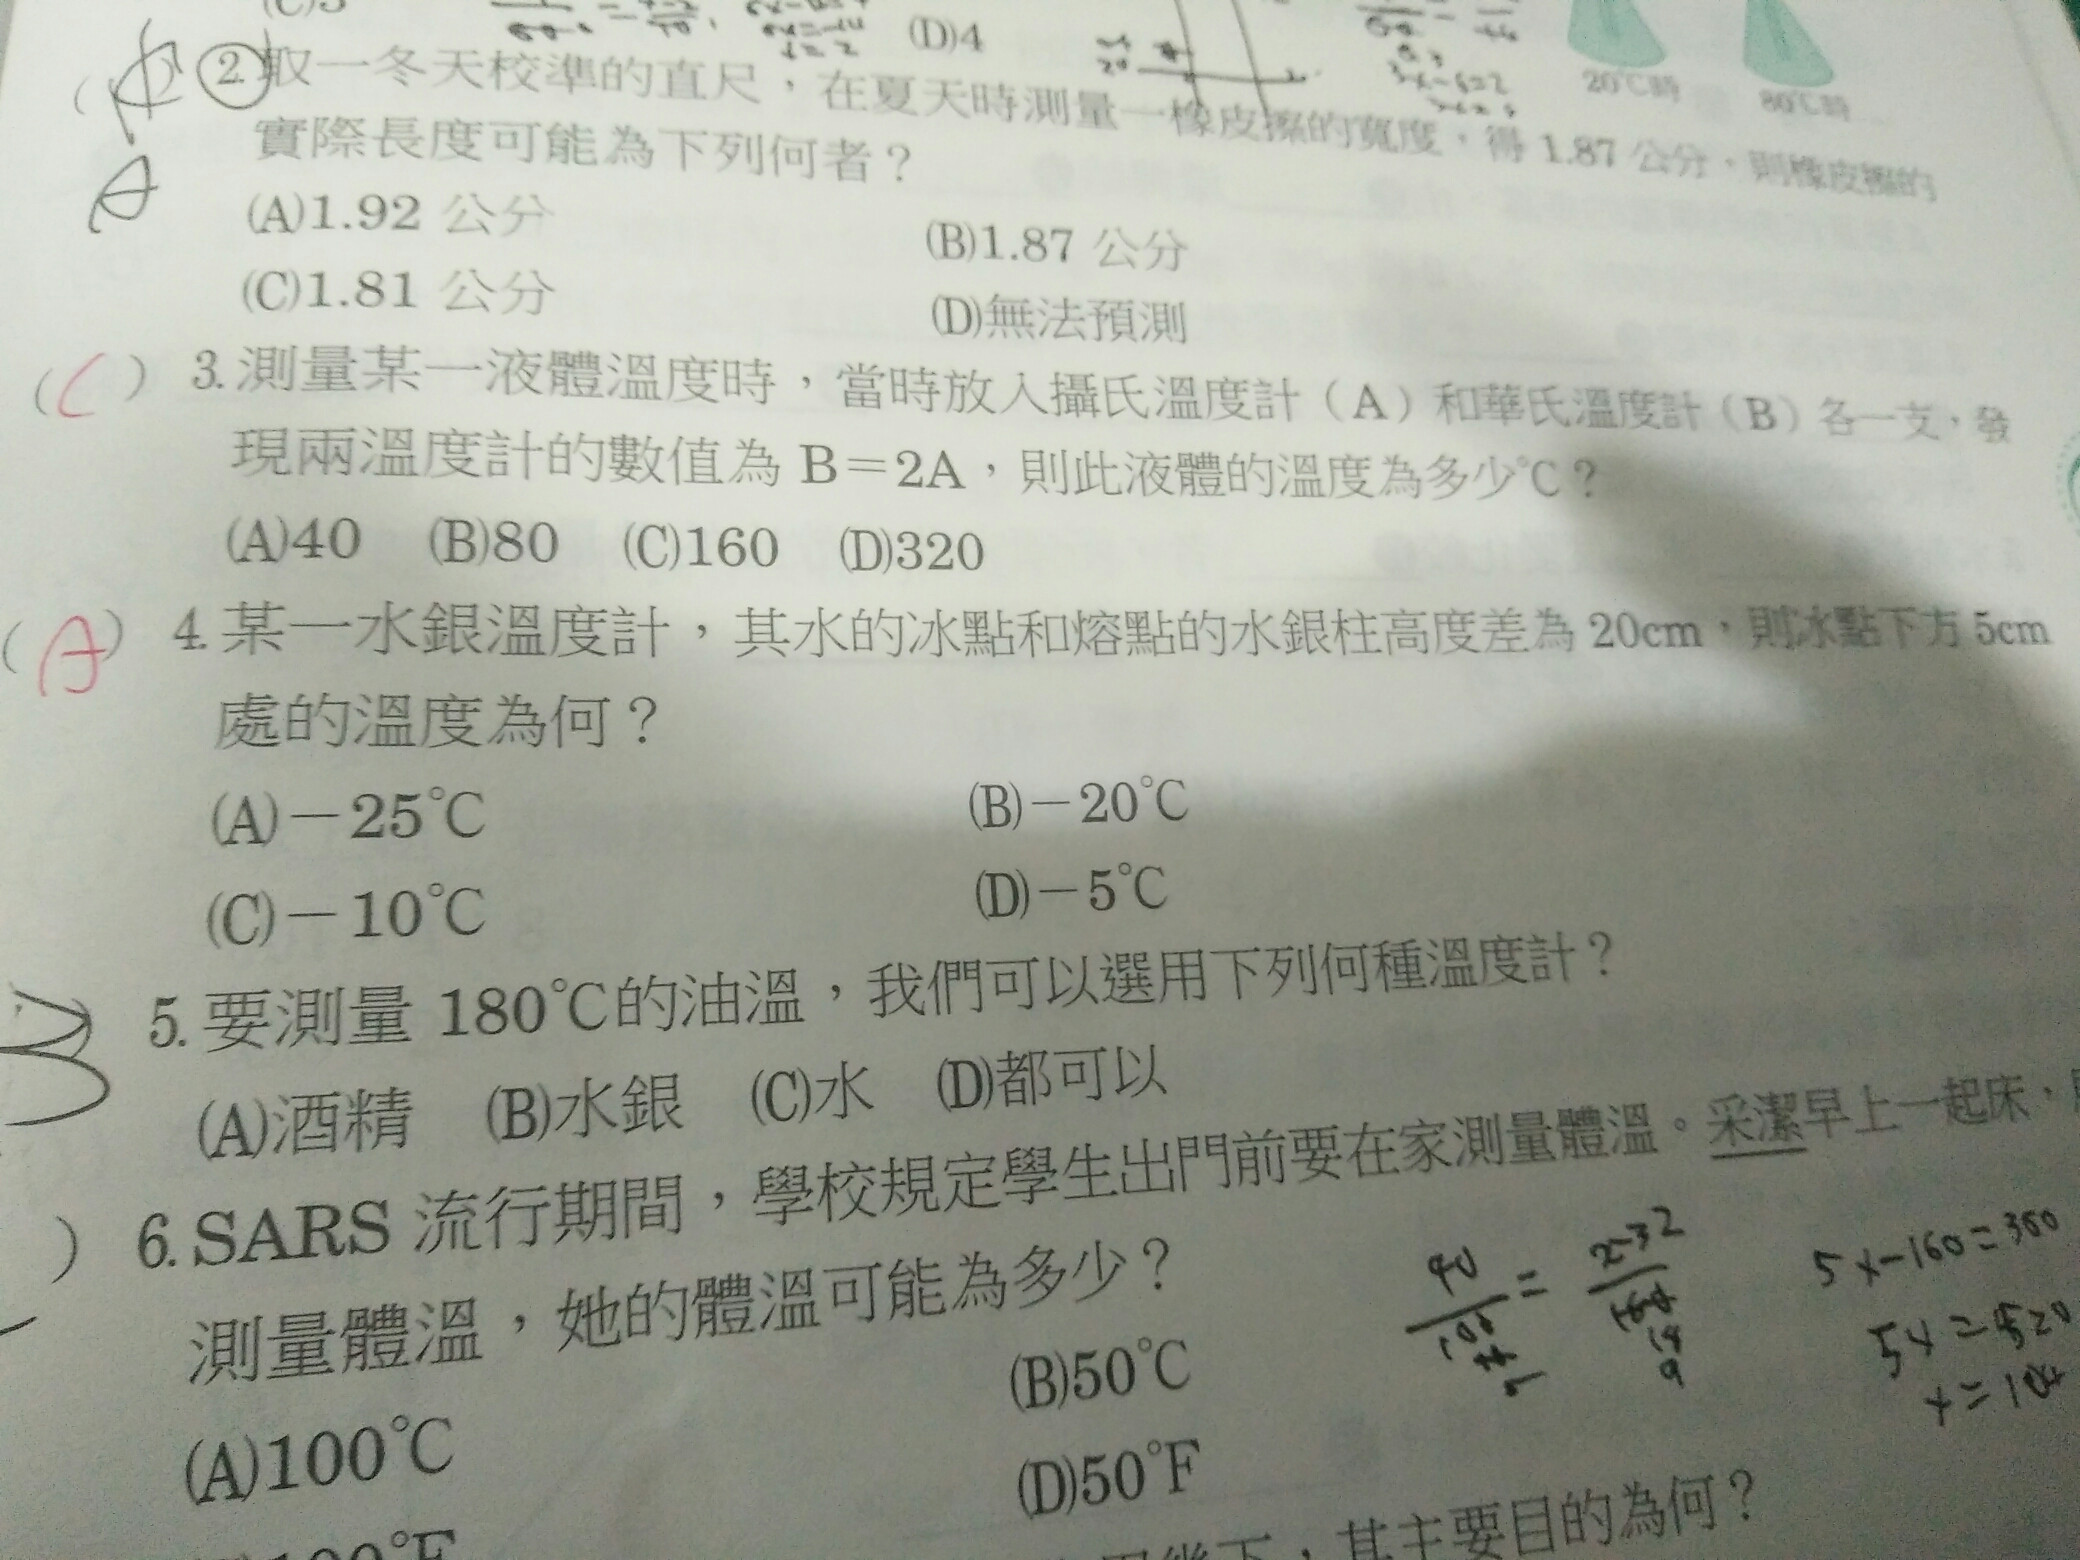 (D)4
20℃時
80℃時
2.取一冬天校準的直尺，在夏天時測量一橡皮擦的寬度，得 1.87 公分，則橡皮擦的
實際長度可能為下列何者？
A
(A)1.92 公分
(B)1.87 公分
(C)1.81 公分
(D)無法預測
(C) 3.測量某一液體溫度時，當時放入攝氏溫度計（A）和華氏溫度計（B）各一支，發
現兩溫度計的數值為 B＝2A，則此液體的溫度為多少℃？
(A)40 (B)80 (C)160 (D)320
(A) 4.某一水銀溫度計，其水的冰點和熔點的水銀柱高度差為 20cm，則冰點下方 5cm
處的溫度為何？
(A)－25℃
(B)－20℃
(C)－10℃
(D)－5℃
5.要測量 180℃的油溫，我們可以選用下列何種溫度計？
(A)酒精 (B)水銀 (C)水 (D)都可以
) 6.SARS 流行期間，學校規定學生出門前要在家測量體溫。采潔早上一起床，
測量體溫，她的體溫可能為多少？
5x-160=360
5x=520
x=104
(A)100℃
(B)50℃
(D)50℉
100℉
其主要目的為何？